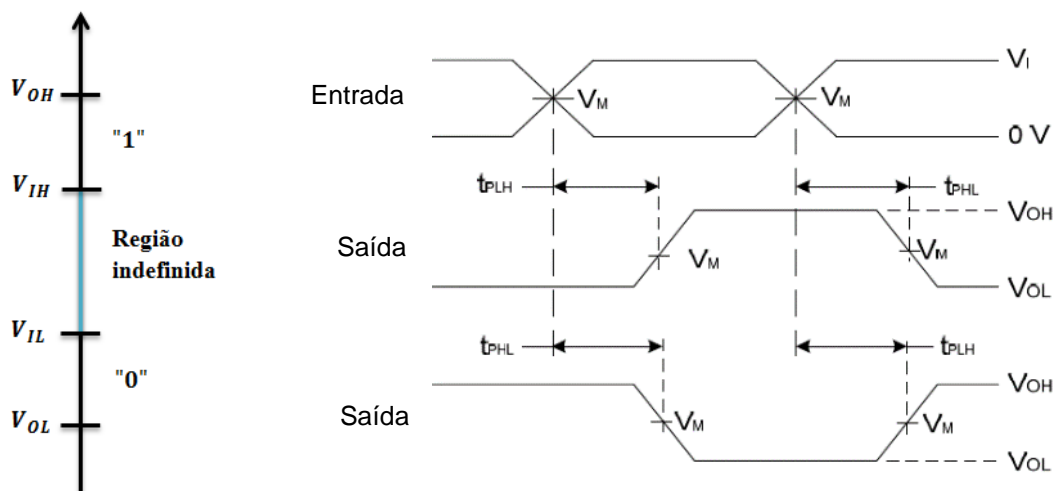 V_OH
"1"
V_IH
Região
indefinida
V_IL
"0"
V_OL
Entrada
V_M
V_M
V_I
0 V
t_PLH
t_PHL
V_OH
Saída
V_M
V_M
V_OL
t_PHL
t_PLH
V_OH
Saída
V_M
V_M
V_OL